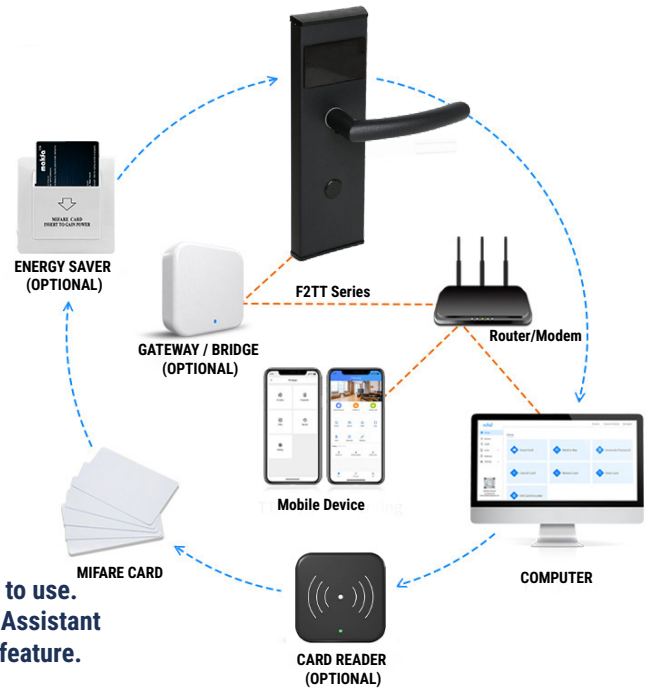 MIFARE CARD
INSERT TO GAIN POWER
ENERGY SAVER
(OPTIONAL)
F2TT Series
GATEWAY / BRIDGE
(OPTIONAL)
Router/Modem
Mobile Device
MIFARE CARD
COMPUTER
to use.
Assistant
feature.
CARD READER
(OPTIONAL)